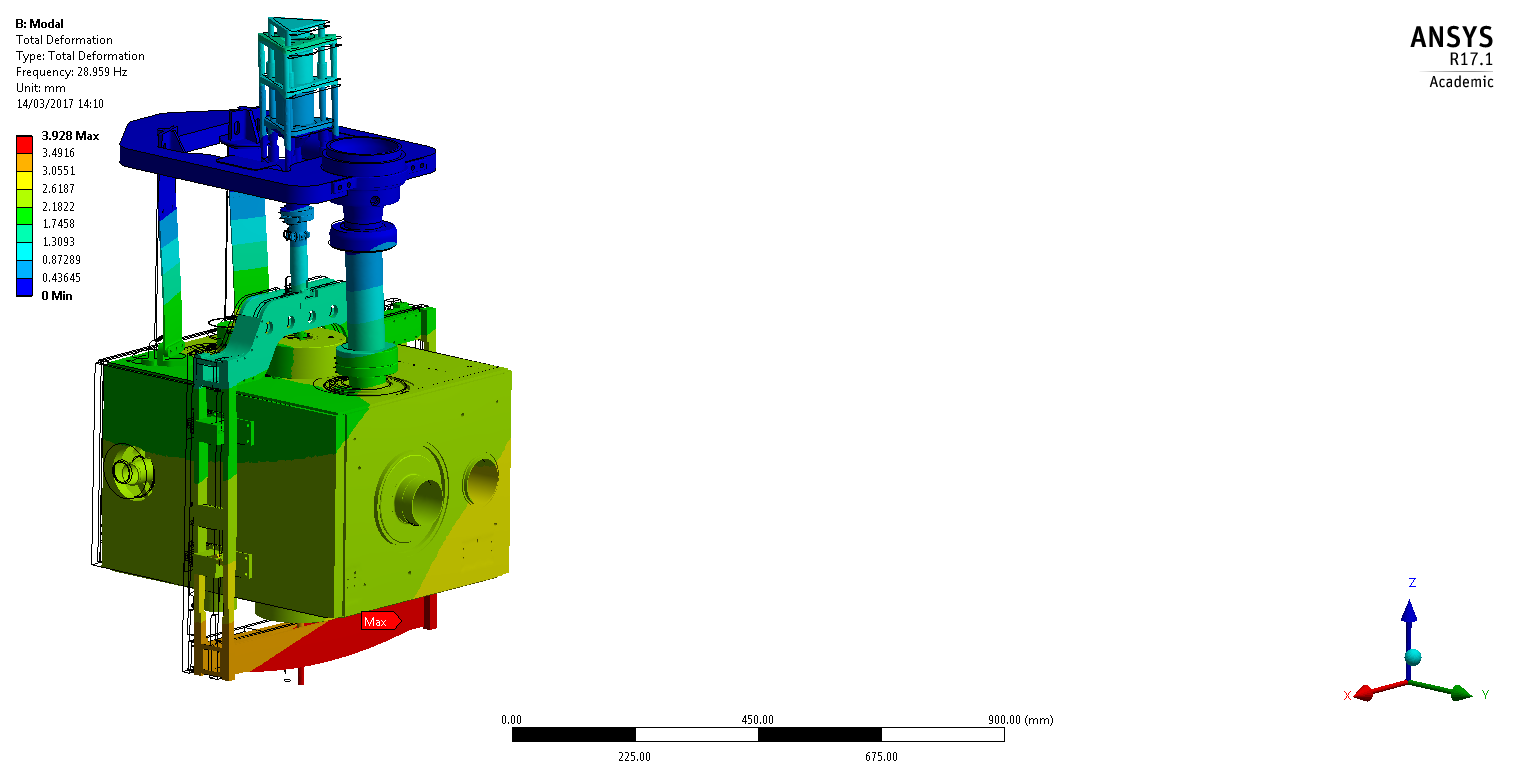 B: Modal
Total Deformation
Type: Total Deformation
Frequency: 28.959 Hz
Unit: mm
14/03/2017 14:10
3.928 Max
3.4916
3.0551
2.6187
2.1822
1.7458
1.3093
0.87289
0.43645
0 Min
ANSYS
R17.1
Academic
Max
Z
X
Y
0.00
450.00
900.00 (mm)
225.00
675.00